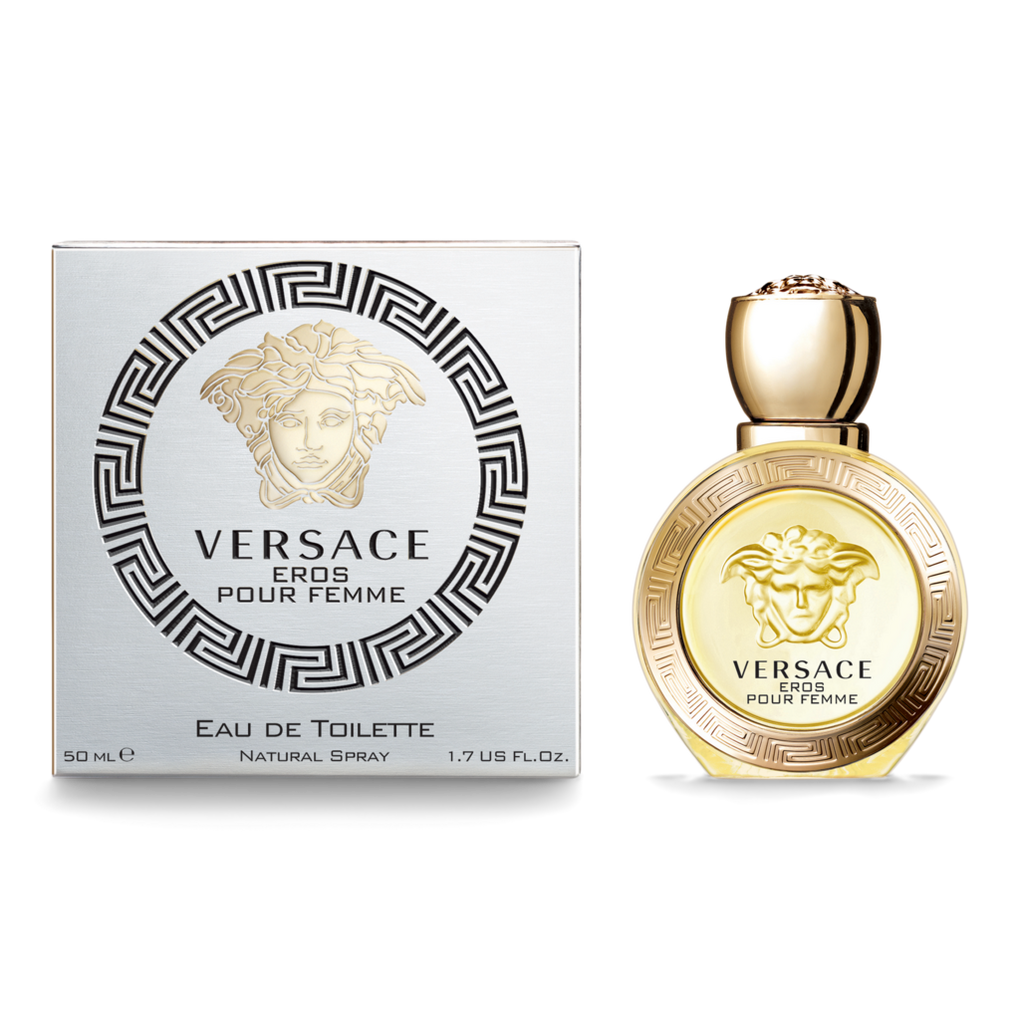 VERSACE
EROS
POUR FEMME
EAU DE TOILETTE
50 ML ℮ NATURAL SPRAY 1.7 US FL.OZ.
VERSACE
EROS
POUR FEMME